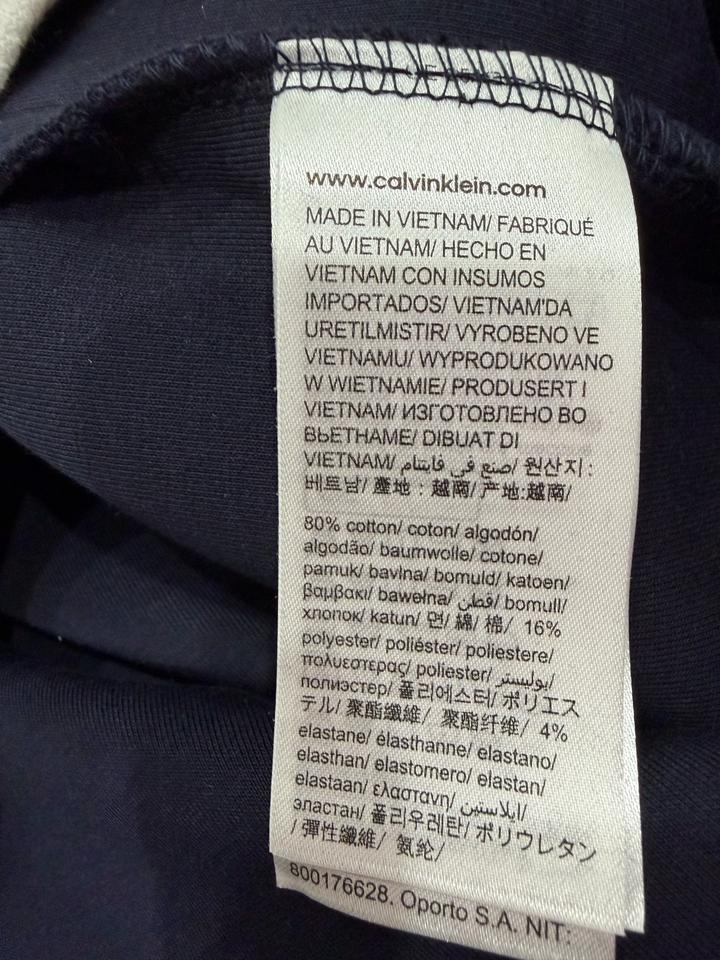 www.calvinklein.com
MADE IN VIETNAM/ FABRIQUÉ
AU VIETNAM/ HECHO EN
VIETNAM CON INSUMOS
IMPORTADOS/ VIETNAM'DA
URETILMISTIR/ VYROBENO VE
VIETNAMU/ WYPRODUKOWANO
W WIETNAMIE/ PRODUSERT I
VIETNAM/ ИЗГОТОВЛЕНО ВО
ВЬЕТНАМЕ/ DIBUAT DI
VIETNAM/ صنع في فايتنام/ 원산지:
베트남/ 產地：越南/ 产地:越南/
80% cotton/ coton/ algodón/
algodão/ baumwolle/ cotone/
pamuk/ bavlna/ bomuld/ katoen/
βαμβακι/ bawełna/ قطن/ bomull/
хлопок/ katun/ 면/ 綿/ 棉/ 16%
polyester/ poliéster/ poliestere/
πολυεστερας/ poliester/ بوليستر/
полиэстер/ 폴리에스터/ ポリエス
テル/ 聚酯纖維/ 聚酯纤维/ 4%
elastane/ élasthanne/ elastano/
elasthan/ elastomero/ elastan/
elastaan/ ελαστανη/ ايلاستين/
эластан/ 폴리우레탄/ ポリウレタン
/ 彈性纖維/ 氨纶/
800176628. Oporto S.A. NIT: